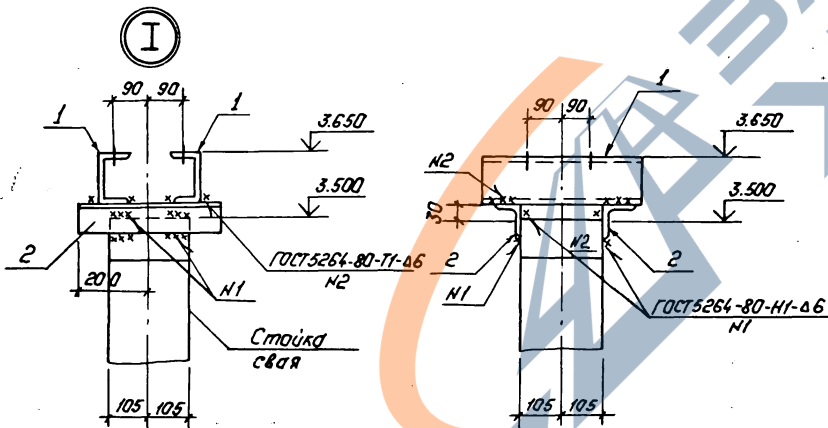 I
90 90
1 1
3.650
3.500
2
200
ГОСТ5264-80-Т1-Δ6
N2
N1
Стойка
свая
105 105
1
90 90
3.650
N2
3.500
30
2 N2 2
N1
ГОСТ5264-80-Н1-Δ6
N1
105 105